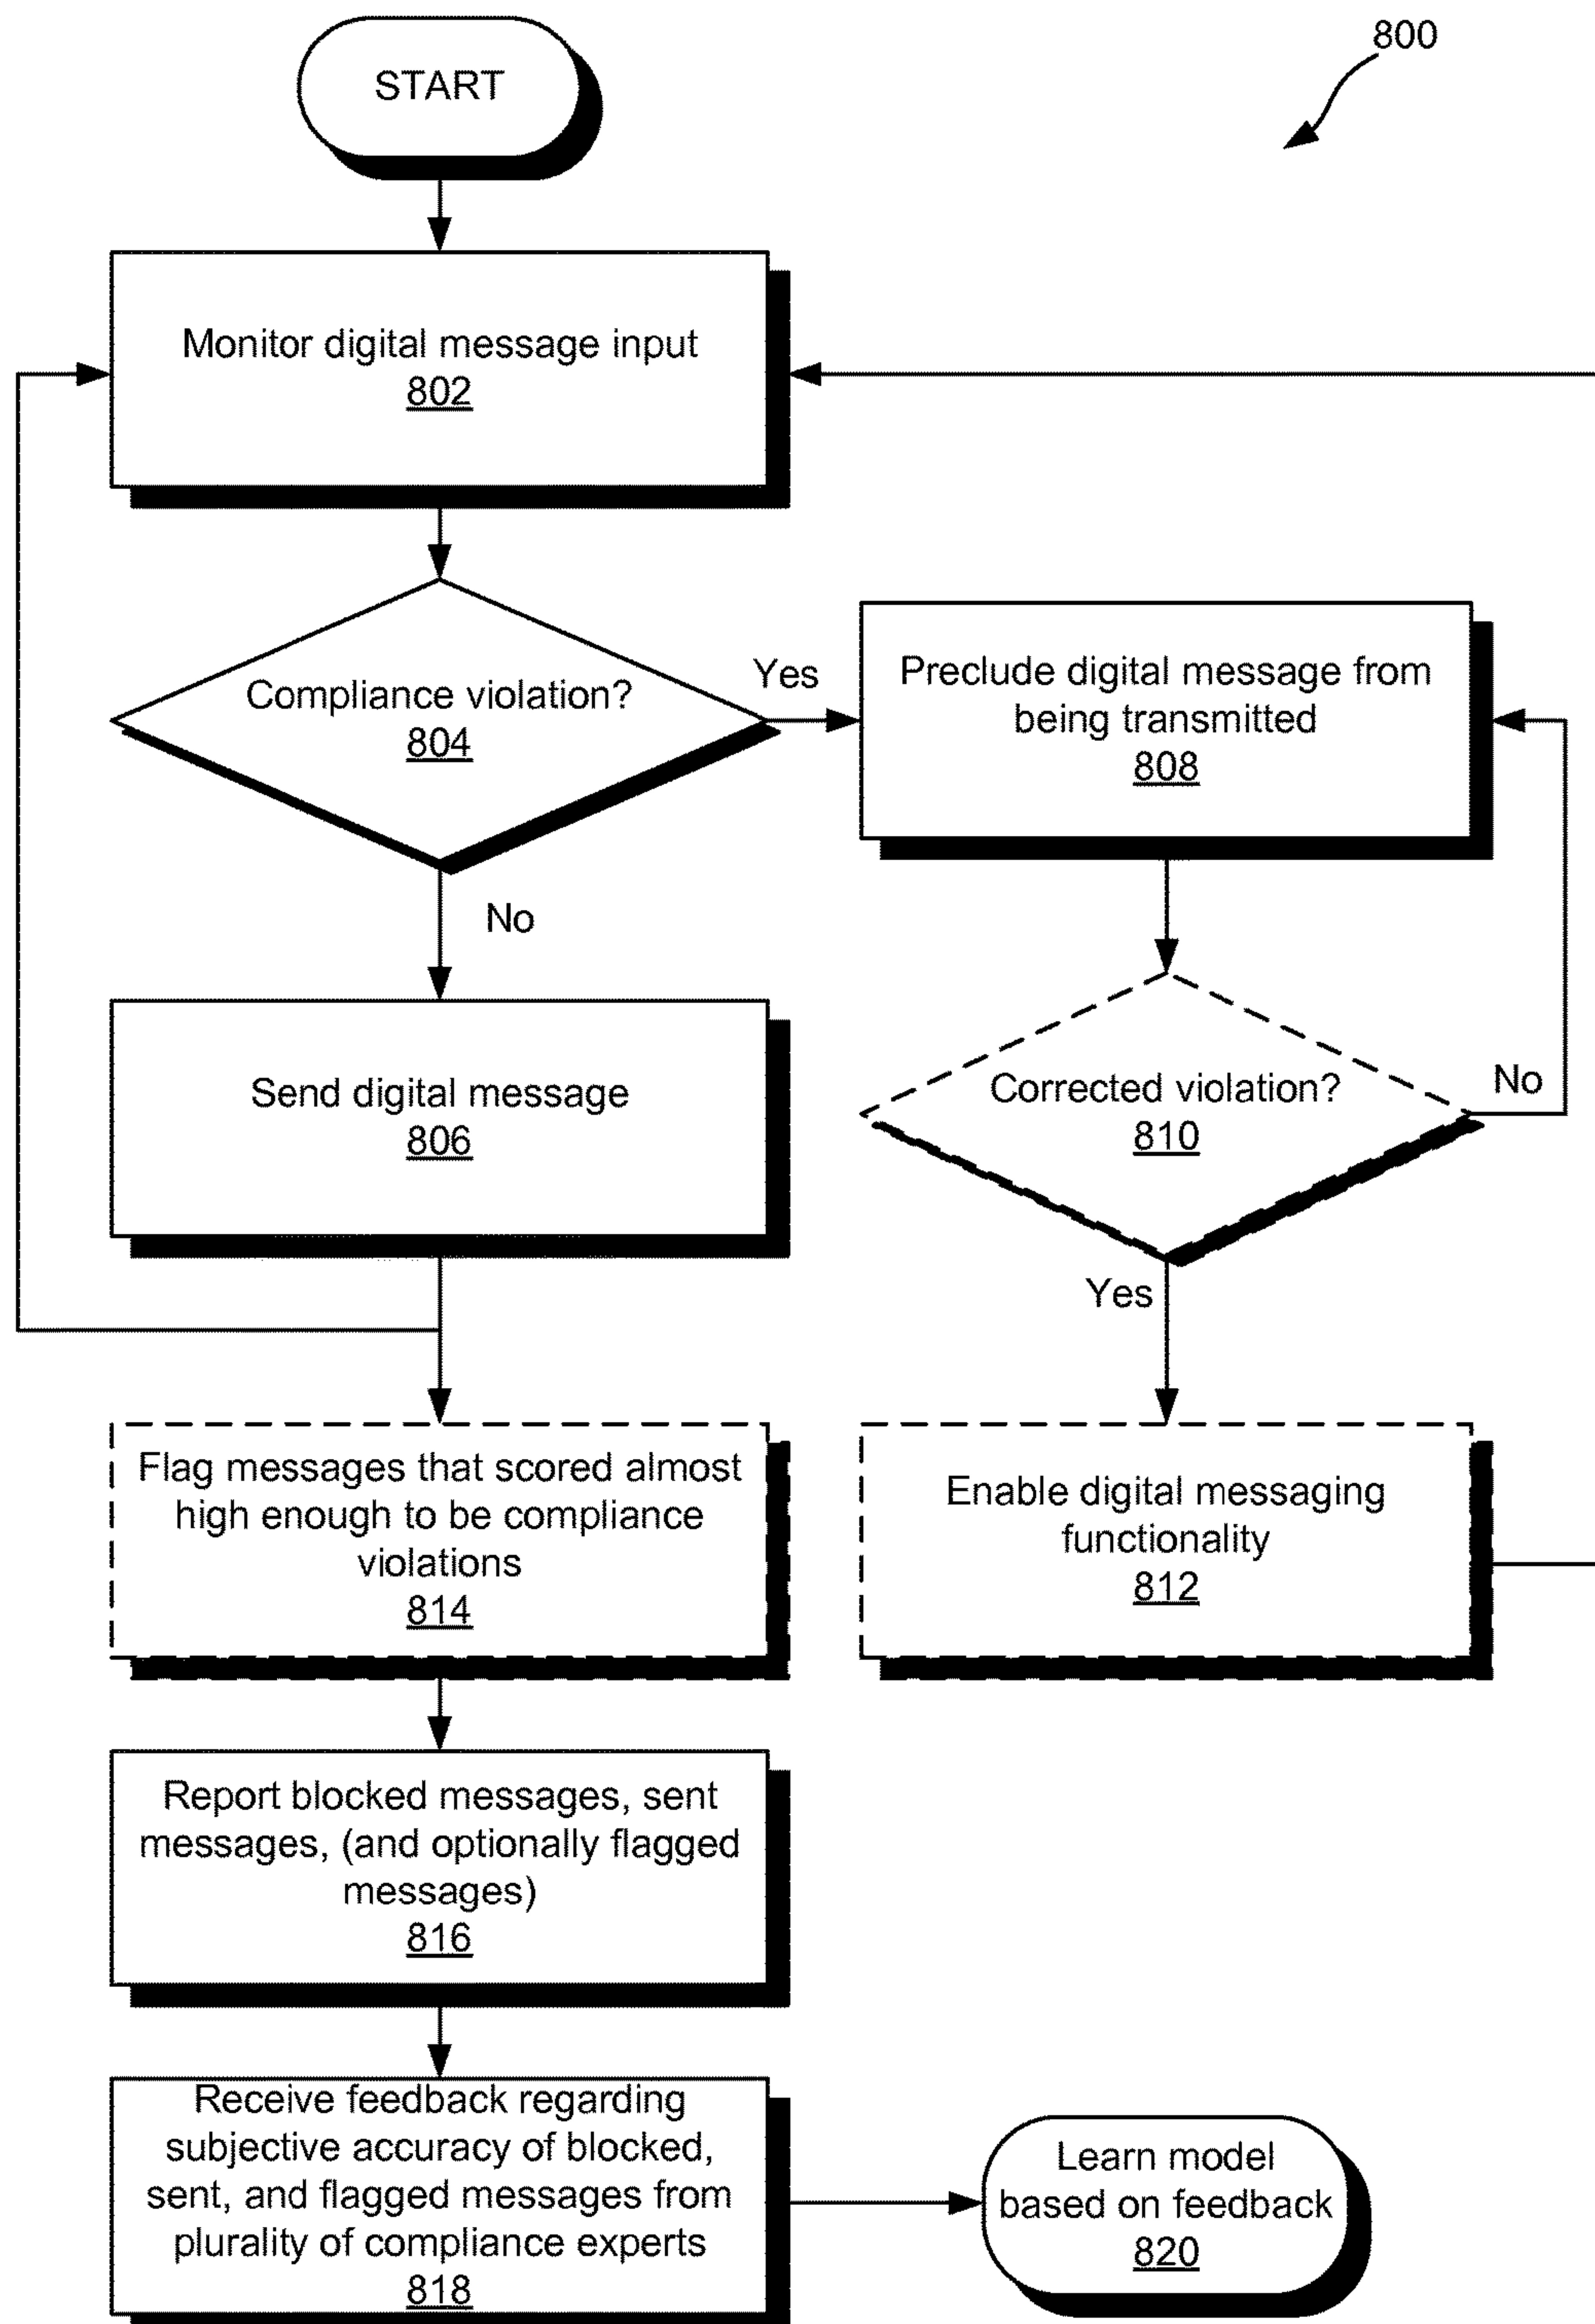 START
800
Monitor digital message input
802
Compliance violation?
804
Yes
Preclude digital message from
being transmitted
808
No
Send digital message
806
Corrected violation?
810
No
Yes
Flag messages that scored almost
high enough to be compliance
violations
814
Enable digital messaging
functionality
812
Report blocked messages, sent
messages, (and optionally flagged
messages)
816
Receive feedback regarding
subjective accuracy of blocked,
sent, and flagged messages from
plurality of compliance experts
818
Learn model
based on feedback
820